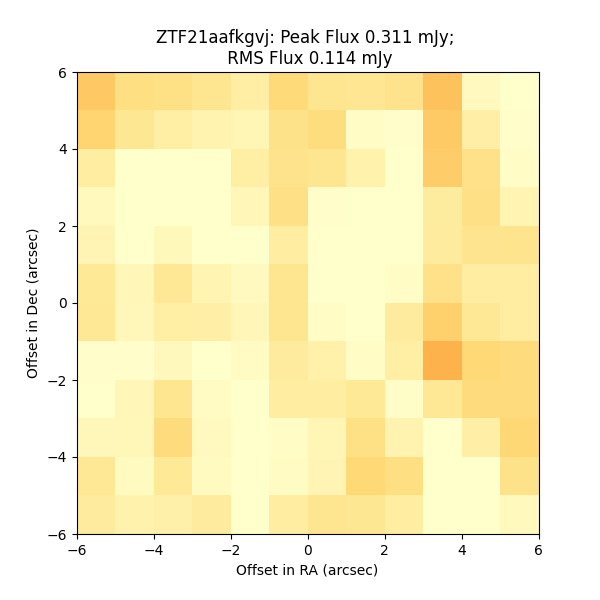 ZTF21aafkgvj: Peak Flux 0.311 mJy;
RMS Flux 0.114 mJy
6
4
2
0
−2
−4
−6
Offset in Dec (arcsec)
−6 −4 −2 0 2 4 6
Offset in RA (arcsec)